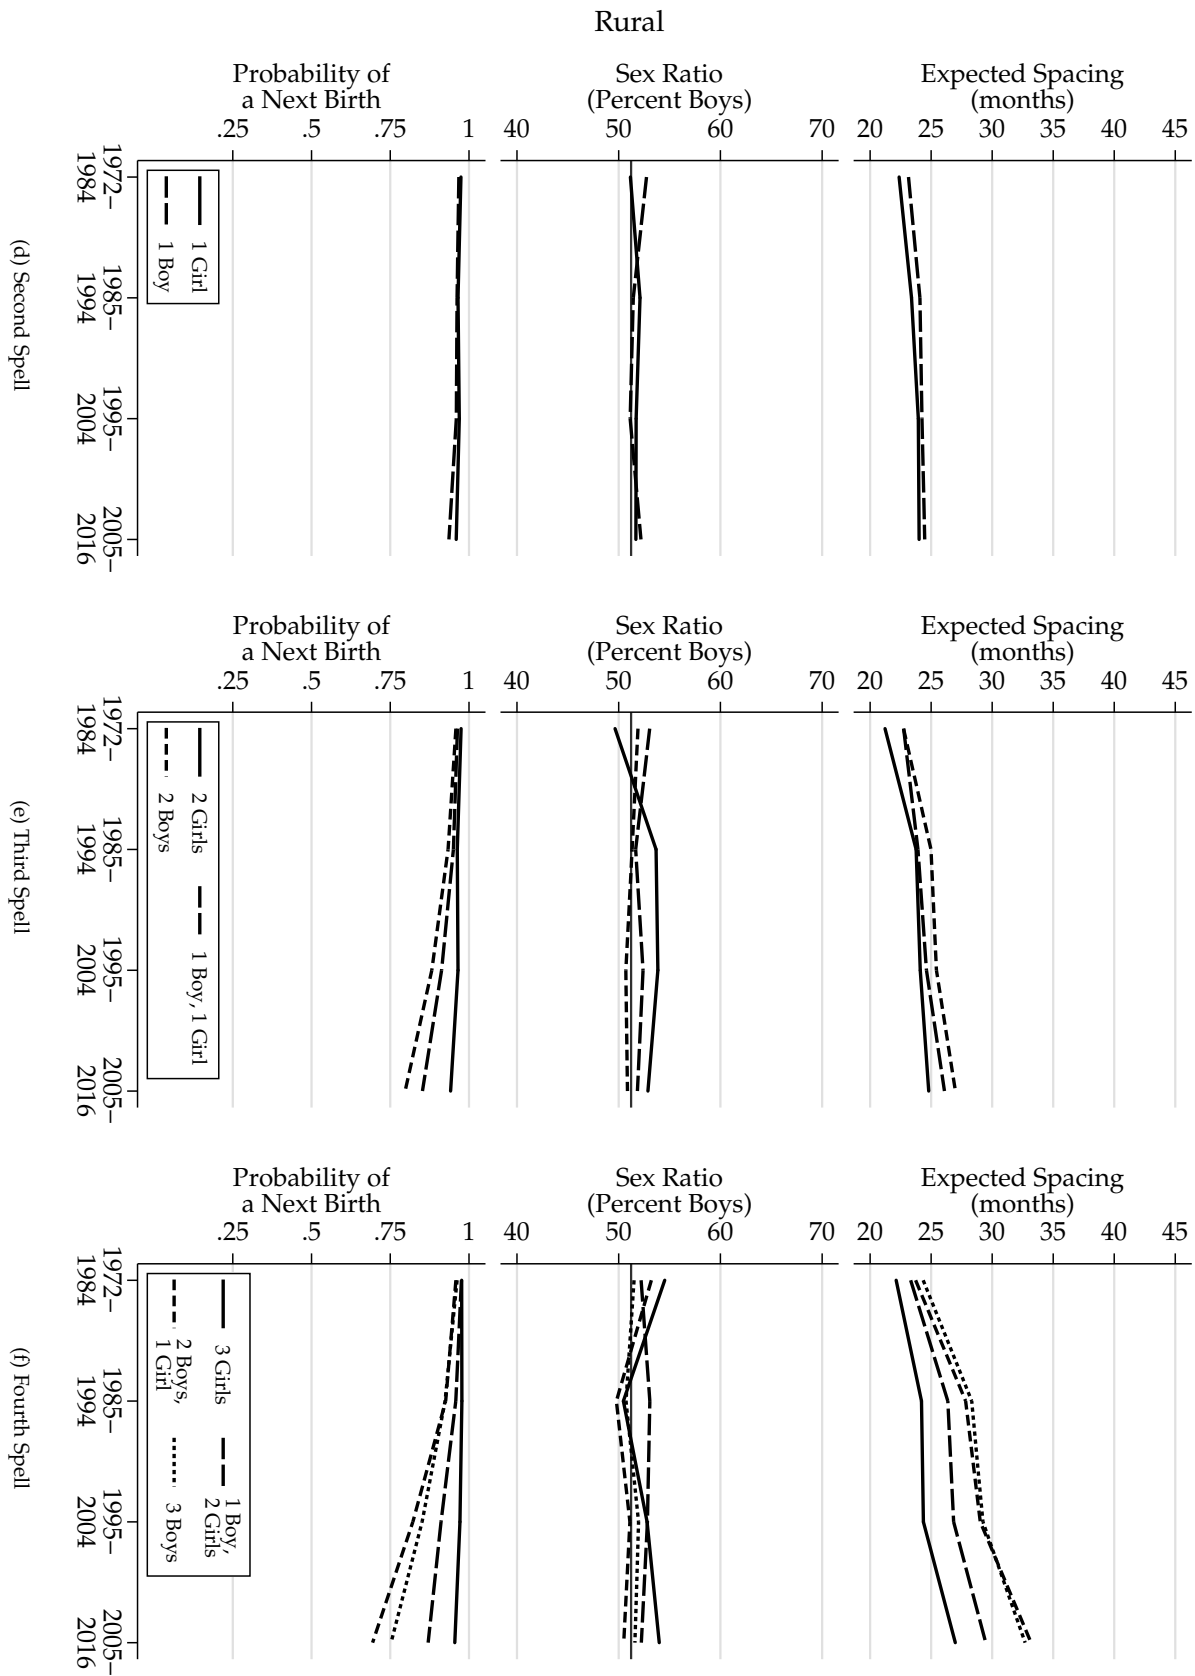 Rural
Probability of
a Next Birth
.25 .5 .75 1
Sex Ratio
(Percent Boys)
40 50 60 70
Expected Spacing
(months)
20 25 30 35 40 45
1972–
1984
1985–
1994
1995–
2004
2005–
2016
1 Girl
1 Boy
(d) Second Spell
Probability of
a Next Birth
.25 .5 .75 1
Sex Ratio
(Percent Boys)
40 50 60 70
Expected Spacing
(months)
20 25 30 35 40 45
1972–
1984
1985–
1994
1995–
2004
2005–
2016
2 Girls 1 Boy, 1 Girl
2 Boys
(e) Third Spell
Probability of
a Next Birth
.25 .5 .75 1
Sex Ratio
(Percent Boys)
40 50 60 70
Expected Spacing
(months)
20 25 30 35 40 45
1972–
1984
1985–
1994
1995–
2004
2005–
2016
3 Girls
1 Boy,
2 Girls
2 Boys,
1 Girl
3 Boys
(f) Fourth Spell